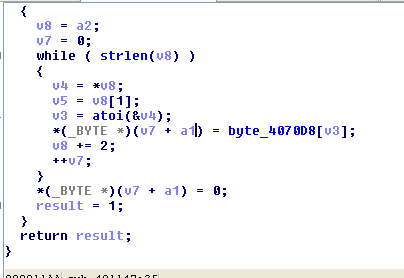 {
v8 = a2;
v7 = 0;
while ( strlen(v8) )
{
v4 = *v8;
v5 = v8[1];
v3 = atoi(&v4);
*(_BYTE *)(v7 + a1) = byte_4070D8[v3];
v8 += 2;
++v7;
}
*(_BYTE *)(v7 + a1) = 0;
result = 1;
}
return result;
}